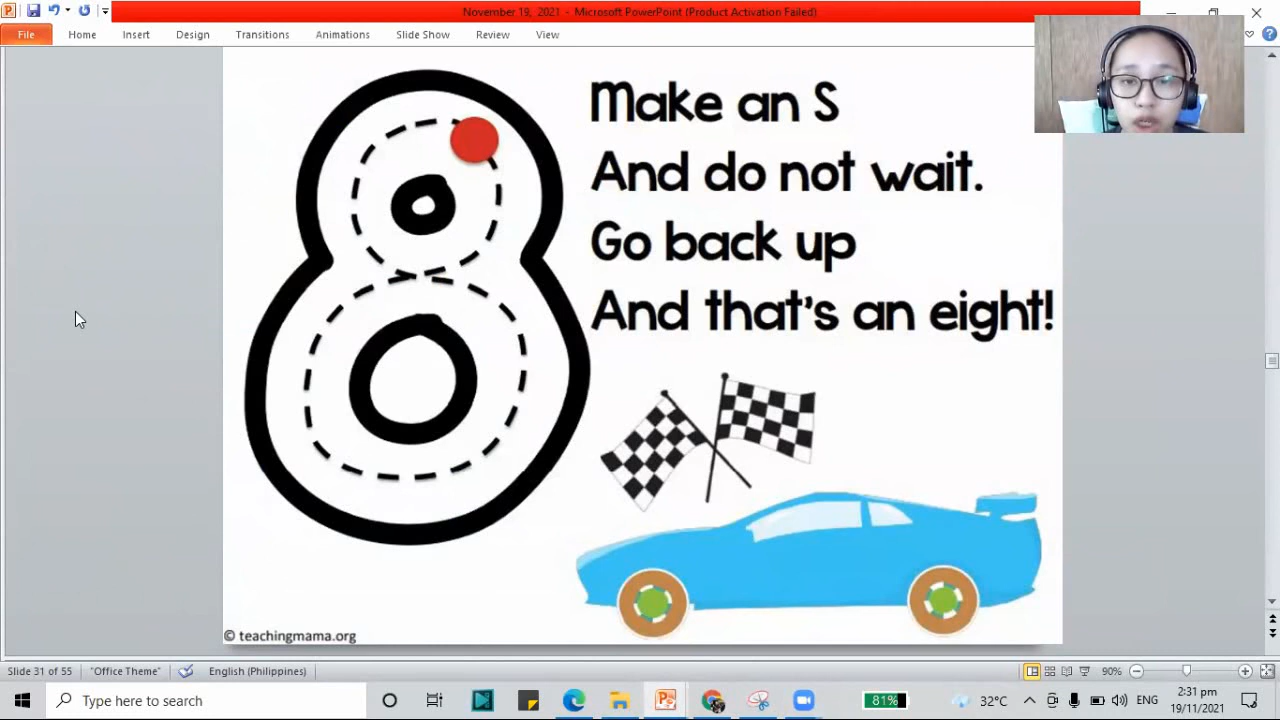 November 19, 2021 - Microsoft PowerPoint (Product Activation Failed)
File Home Insert Design Transitions Animations Slide Show Review View
Make an S
And do not wait.
Go back up
And that's an eight!
8
© teachingmama.org
Slide 31 of 55 "Office Theme" English (Philippines) 90%
Type here to search 81% 32°C ENG 2:31 pm
19/11/2021